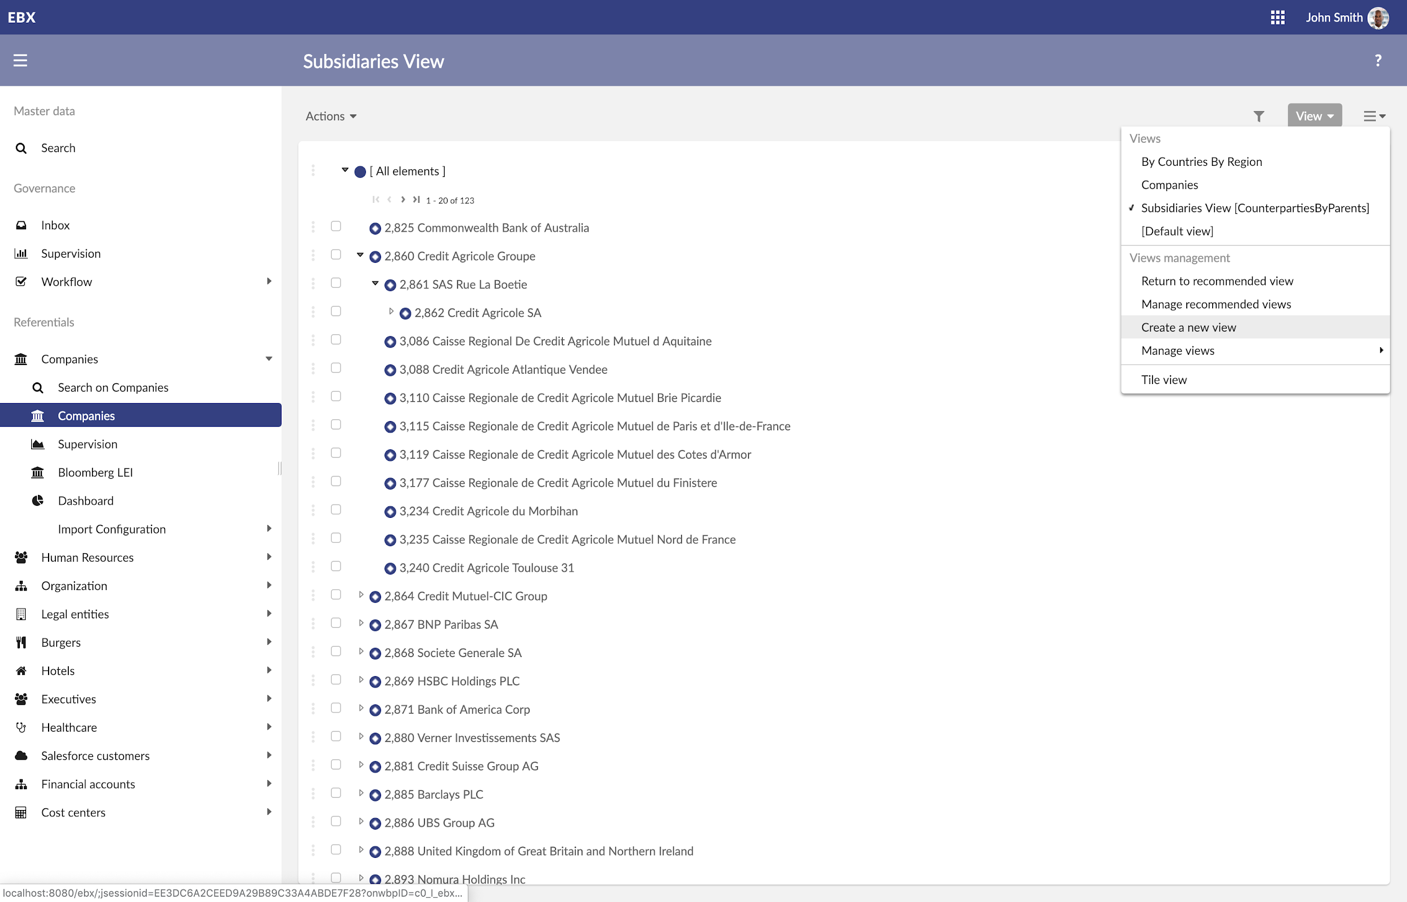 EBX
John Smith
Subsidiaries View
?
Master data
Search
Governance
Inbox
Supervision
Workflow
Referentials
Companies
Search on Companies
Companies
Supervision
Bloomberg LEI
Dashboard
Import Configuration
Human Resources
Organization
Legal entities
Burgers
Hotels
Executives
Healthcare
Salesforce customers
Financial accounts
Cost centers
Actions
View
[ All elements ]
1 - 20 of 123
2,825 Commonwealth Bank of Australia
2,860 Credit Agricole Groupe
2,861 SAS Rue La Boetie
2,862 Credit Agricole SA
3,086 Caisse Regional De Credit Agricole Mutuel d Aquitaine
3,088 Credit Agricole Atlantique Vendee
3,110 Caisse Regionale de Credit Agricole Mutuel Brie Picardie
3,115 Caisse Regionale de Credit Agricole Mutuel de Paris et d'Ile-de-France
3,119 Caisse Regionale de Credit Agricole Mutuel des Cotes d'Armor
3,177 Caisse Regionale de Credit Agricole Mutuel du Finistere
3,234 Credit Agricole du Morbihan
3,235 Caisse Regionale de Credit Agricole Mutuel Nord de France
3,240 Credit Agricole Toulouse 31
2,864 Credit Mutuel-CIC Group
2,867 BNP Paribas SA
2,868 Societe Generale SA
2,869 HSBC Holdings PLC
2,871 Bank of America Corp
2,880 Verner Investissements SAS
2,881 Credit Suisse Group AG
2,885 Barclays PLC
2,886 UBS Group AG
2,888 United Kingdom of Great Britain and Northern Ireland
2,893 Nomura Holdings Inc
Views
By Countries By Region
Companies
Subsidiaries View [CounterpartiesByParents]
[Default view]
Views management
Return to recommended view
Manage recommended views
Create a new view
Manage views
Tile view
localhost:8080/ebx/;jsessionid=EE3DC6A2CEED9A29B89C33A4ABDE7F28?onwbpID=c0_l_ebx...